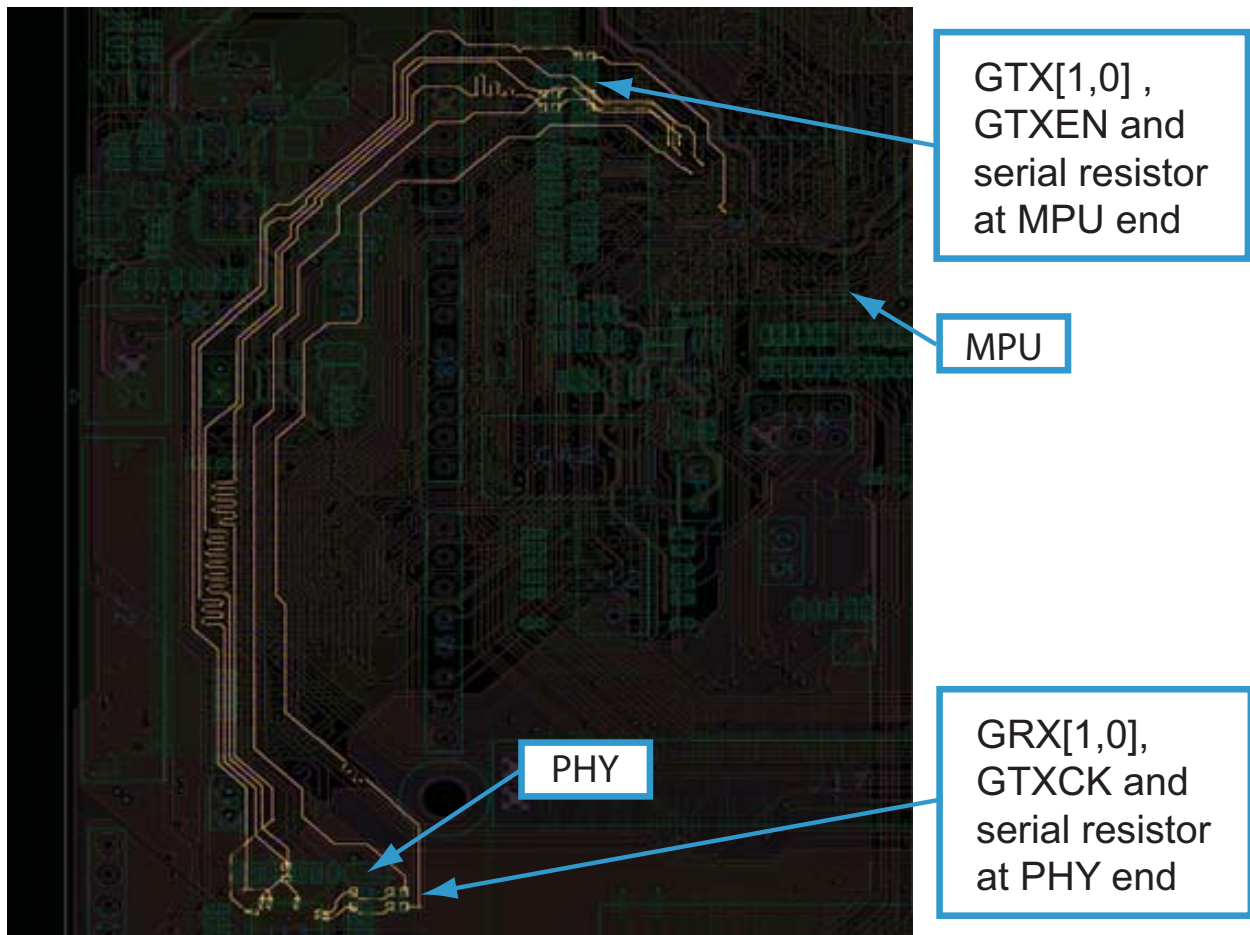 GTX[1,0] ,
GTXEN and
serial resistor
at MPU end
MPU
PHY
GRX[1,0],
GTXCK and
serial resistor
at PHY end